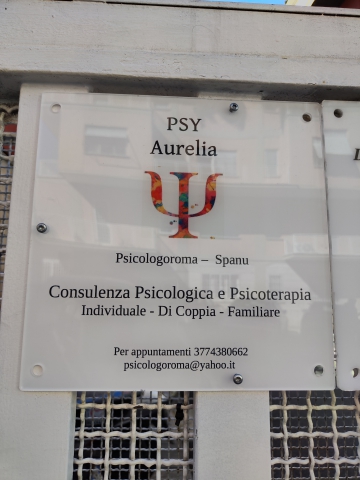 PSY
Aurelia
Psicologoroma – Spanu
Consulenza Psicologica e Psicoterapia
Individuale - Di Coppia - Familiare
Per appuntamenti 3774380662
psicologoroma@yahoo.it